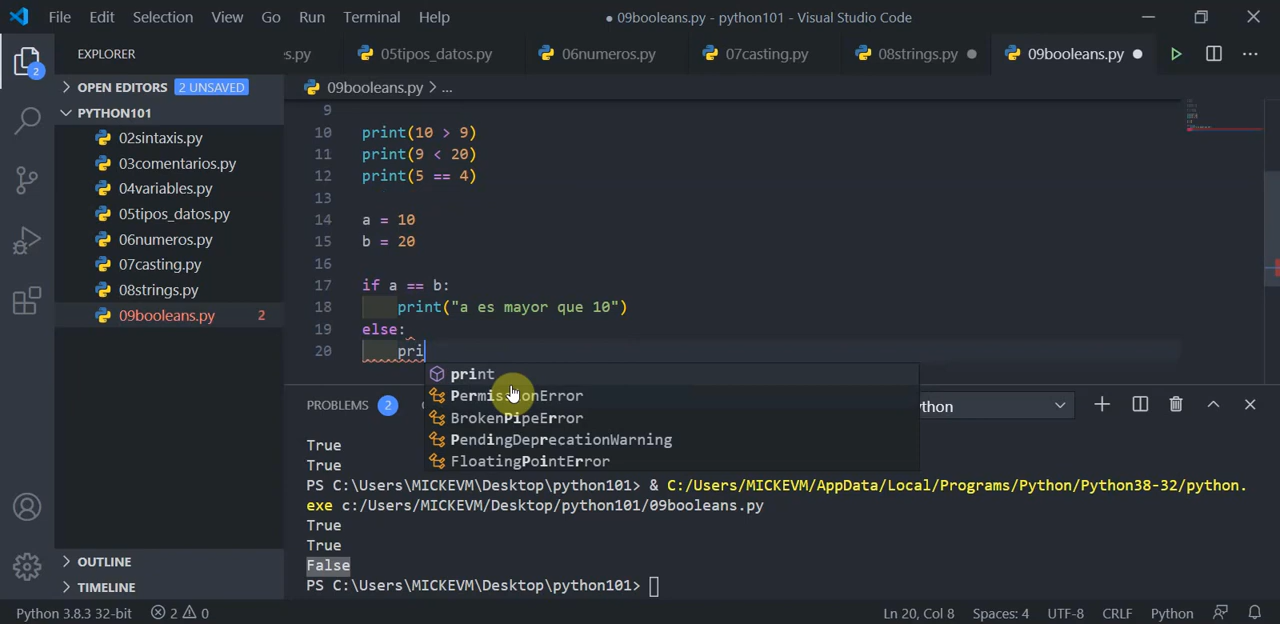 File Edit Selection View Go Run Terminal Help
● 09booleans.py - python101 - Visual Studio Code
EXPLORER
es.py 05tipos_datos.py 06numeros.py 07casting.py 08strings.py ● 09booleans.py ●
2
OPEN EDITORS 2 UNSAVED
09booleans.py > ...
PYTHON101
02sintaxis.py
03comentarios.py
04variables.py
05tipos_datos.py
06numeros.py
07casting.py
08strings.py
09booleans.py 2
OUTLINE
TIMELINE
9
10 print(10 > 9)
11 print(9 < 20)
12 print(5 == 4)
13
14 a = 10
15 b = 20
16
17 if a == b:
18 print("a es mayor que 10")
19 else:
20 pri
print
PermissionError
BrokenPipeError
PendingDeprecationWarning
FloatingPointError
PROBLEMS 2
thon
True
True
PS C:\Users\MICKEVM\Desktop\python101> & C:/Users/MICKEVM/AppData/Local/Programs/Python/Python38-32/python.
exe c:/Users/MICKEVM/Desktop/python101/09booleans.py
True
True
False
PS C:\Users\MICKEVM\Desktop\python101>
Python 3.8.3 32-bit 2 0 Ln 20, Col 8 Spaces: 4 UTF-8 CRLF Python